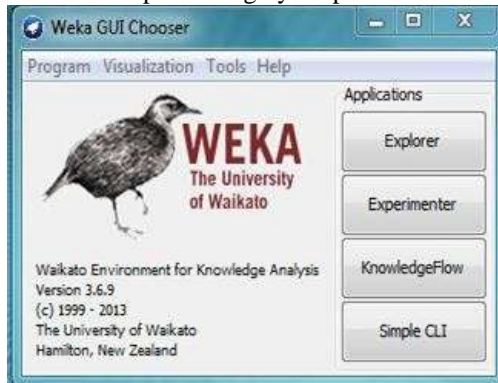 Weka GUI Chooser
Program Visualization Tools Help
Applications
WEKA
The University
of Waikato
Explorer
Experimenter
KnowledgeFlow
Simple CLI
Waikato Environment for Knowledge Analysis
Version 3.6.9
(c) 1999 - 2013
The University of Waikato
Hamilton, New Zealand